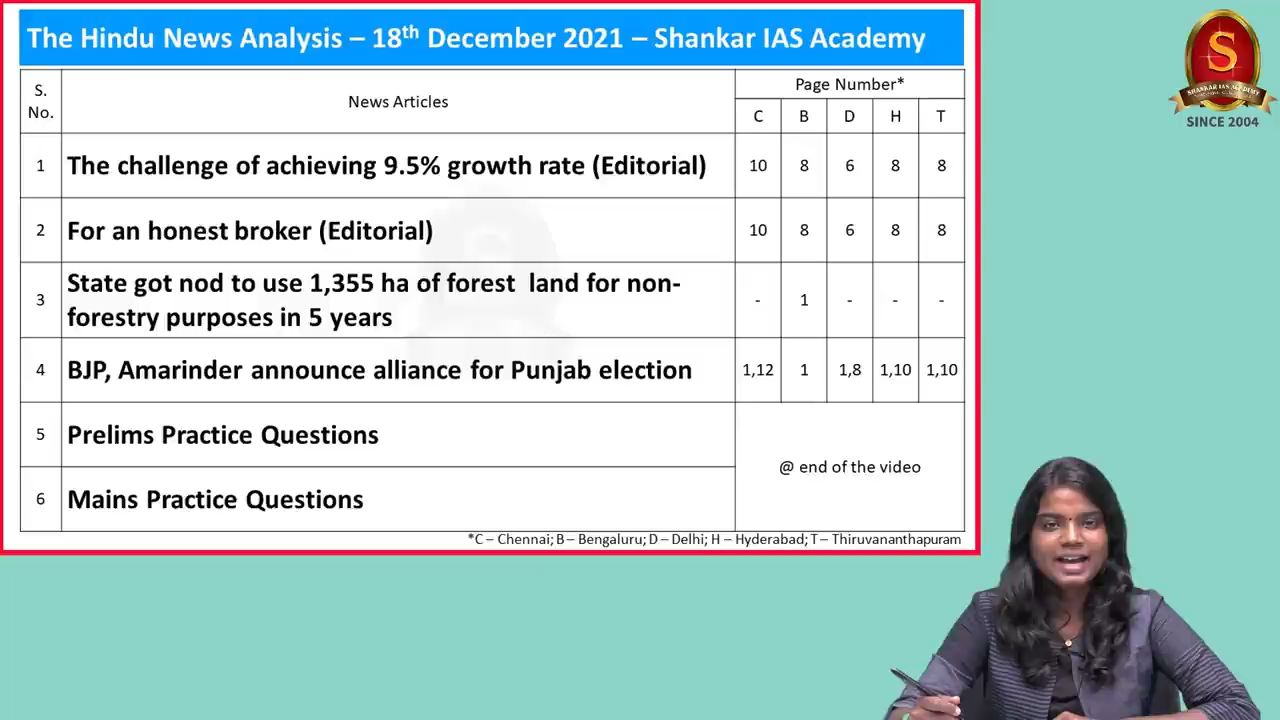 The Hindu News Analysis – 18th December 2021 – Shankar IAS Academy
S. No.
News Articles
Page Number*
C B D H T
1 The challenge of achieving 9.5% growth rate (Editorial) 10 8 6 8 8
2 For an honest broker (Editorial) 10 8 6 8 8
3 State got nod to use 1,355 ha of forest land for non-
forestry purposes in 5 years - 1 - - -
4 BJP, Amarinder announce alliance for Punjab election 1,12 1 1,8 1,10 1,10
5 Prelims Practice Questions
@ end of the video
6 Mains Practice Questions
*C – Chennai; B – Bengaluru; D – Delhi; H – Hyderabad; T – Thiruvananthapuram
S
SHANKAR IAS ACADEMY
SINCE 2004